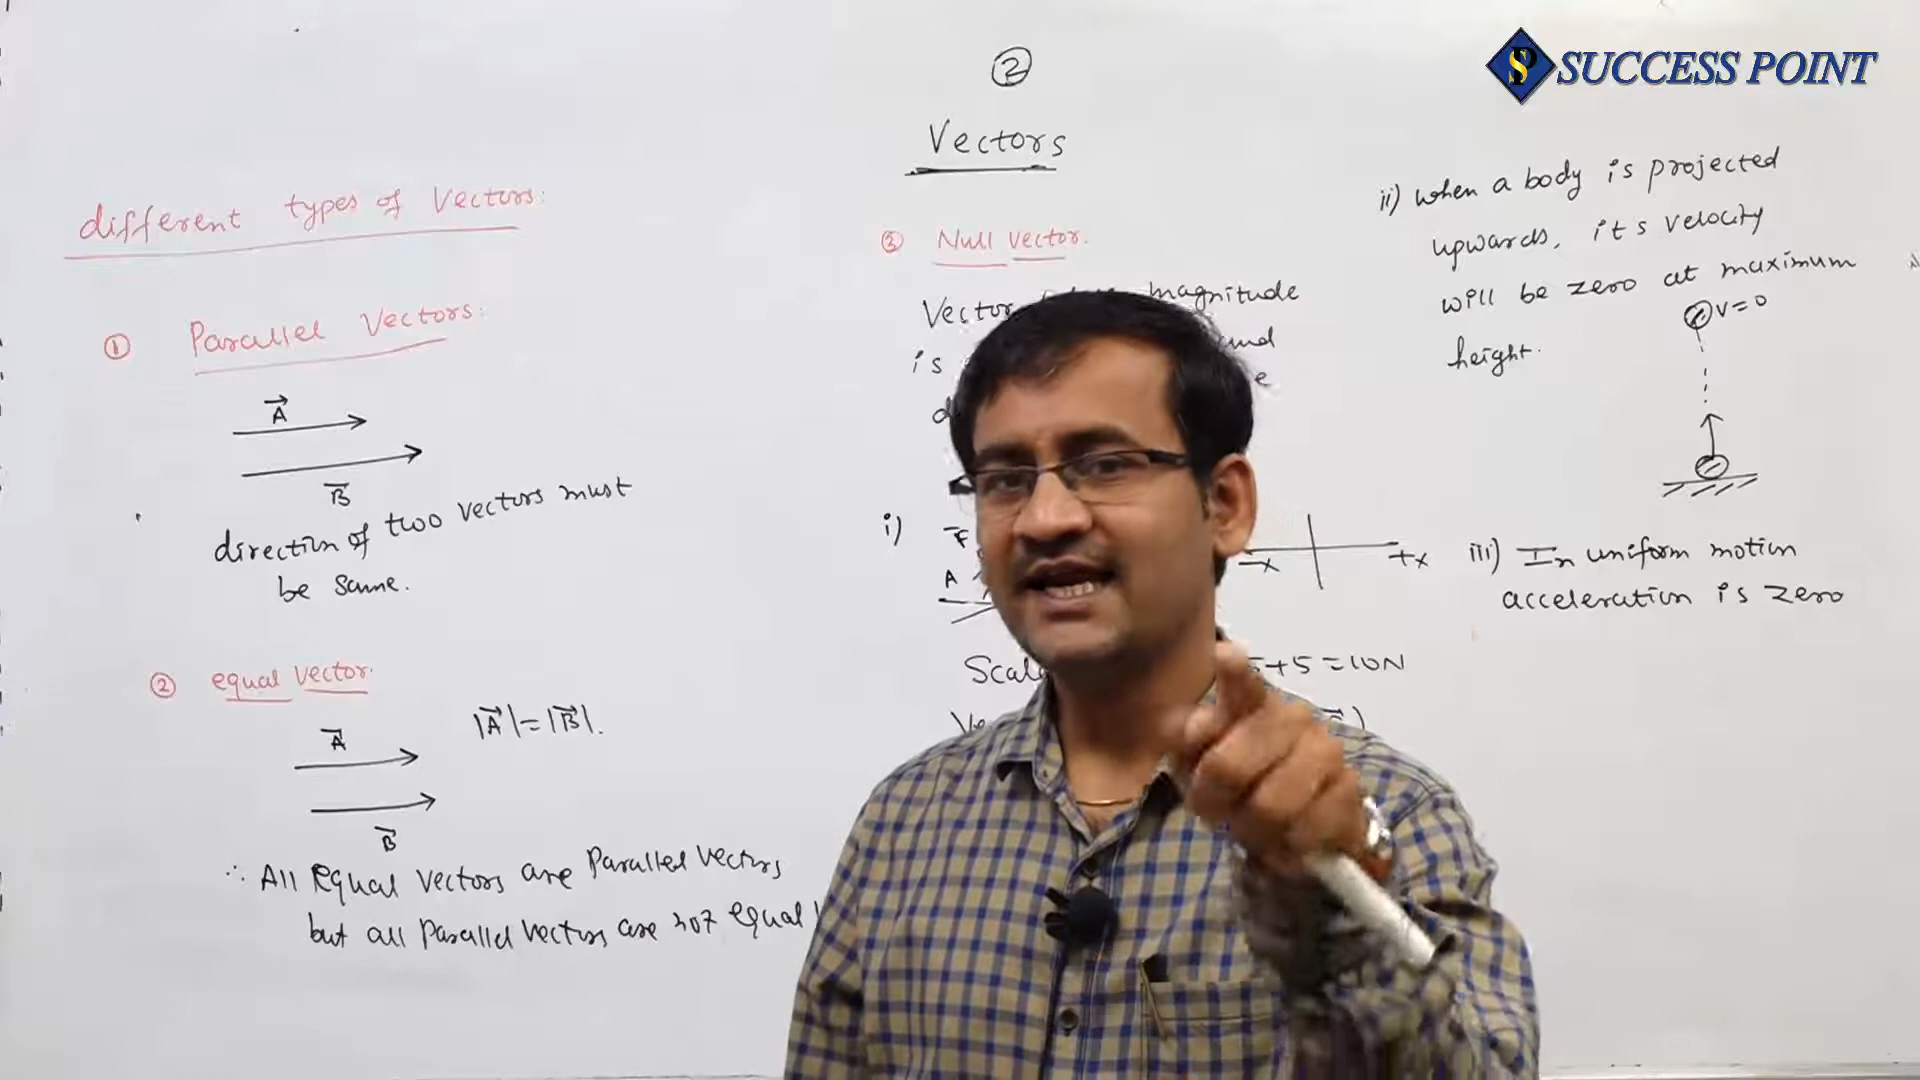 SUCCESS POINT
2
Vectors
different types of Vectors:
① Parallel Vectors:
A
B
direction of two vectors must
be same.
② equal vector.
A
|A|=|B|.
B
∴ All Equal vectors are Parallel vectors
but all Parallel vectors are not equal
③ Null vector.
Vector magnitude
is
i) F
A
-x +x
5+5=10N
ii) When a body is projected
upwards, its velocity
will be zero at maximum
height.
V=0
iii) In uniform motion
acceleration is zero